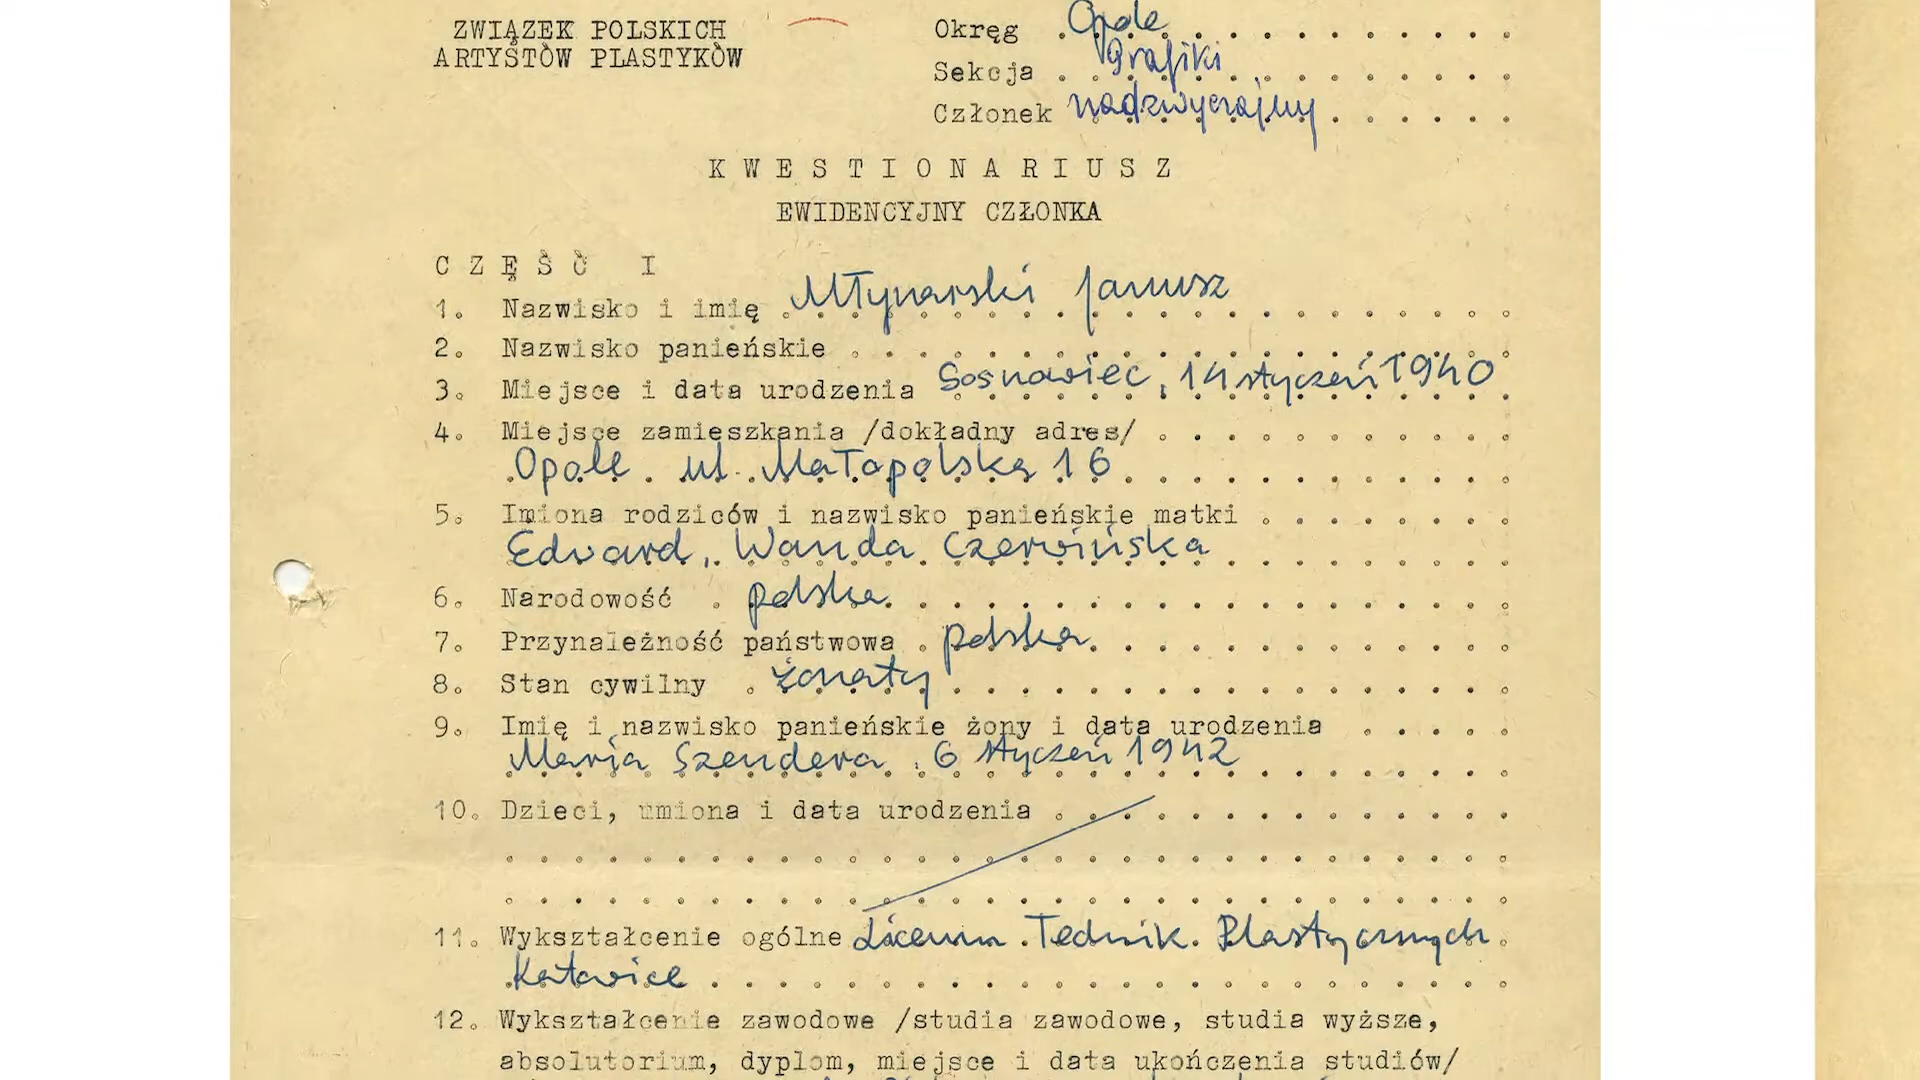 ZWIĄZEK POLSKICH
ARTYSTÓW PLASTYKÓW
Okręg Opole
Sekcja Grafiki
Członek nadzwyczajny
KWESTIONARIUSZ
EWIDENCYJNY CZŁONKA
CZĘŚĆ I
1. Nazwisko i imię Młynarski Janusz
2. Nazwisko panieńskie
3. Miejsce i data urodzenia Sosnowiec, 14 styczeń 1940
4. Miejsce zamieszkania /dokładny adres/
Opole ul. Małopolska 16
5. Imiona rodziców i nazwisko panieńskie matki
Edward, Wanda Czerwińska
6. Narodowość polska
7. Przynależność państwowa polska
8. Stan cywilny żonaty
9. Imię i nazwisko panieńskie żony i data urodzenia
Maria Szendera, 6 styczeń 1942
10. Dzieci, umiona i data urodzenia
11. Wykształcenie ogólne Liceum Technik Plastycznych
Katowice
12. Wykształcenie zawodowe /studia zawodowe, studia wyższe,
absolutorium, dyplom, miejsce i data ukończenia studiów/